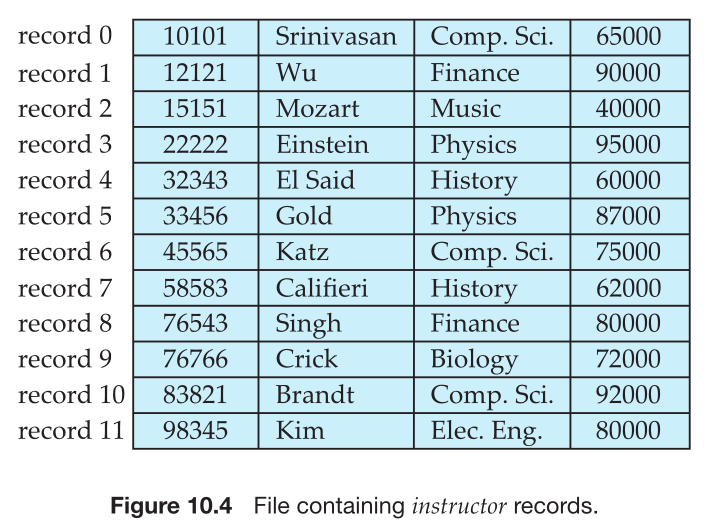 record 0 10101 Srinivasan Comp. Sci. 65000
record 1 12121 Wu Finance 90000
record 2 15151 Mozart Music 40000
record 3 22222 Einstein Physics 95000
record 4 32343 El Said History 60000
record 5 33456 Gold Physics 87000
record 6 45565 Katz Comp. Sci. 75000
record 7 58583 Califieri History 62000
record 8 76543 Singh Finance 80000
record 9 76766 Crick Biology 72000
record 10 83821 Brandt Comp. Sci. 92000
record 11 98345 Kim Elec. Eng. 80000
Figure 10.4 File containing instructor records.